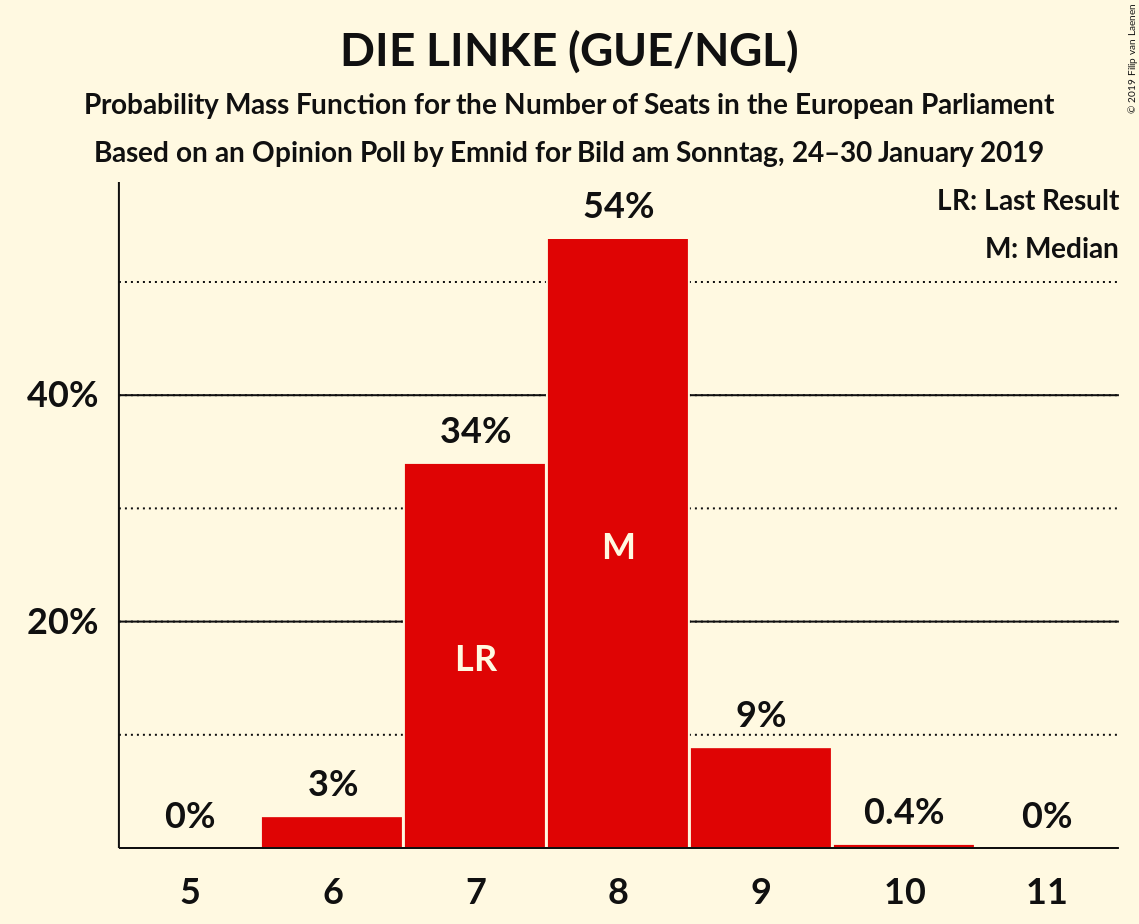 DIE LINKE (GUE/NGL)
Probability Mass Function for the Number of Seats in the European Parliament
Based on an Opinion Poll by Emnid for Bild am Sonntag, 24–30 January 2019
© 2019 Filip van Laenen
LR: Last Result
M: Median
54%
40%
34%
M
20%
LR
9%
3%
0%
0.4%
0%
5 6 7 8 9 10 11